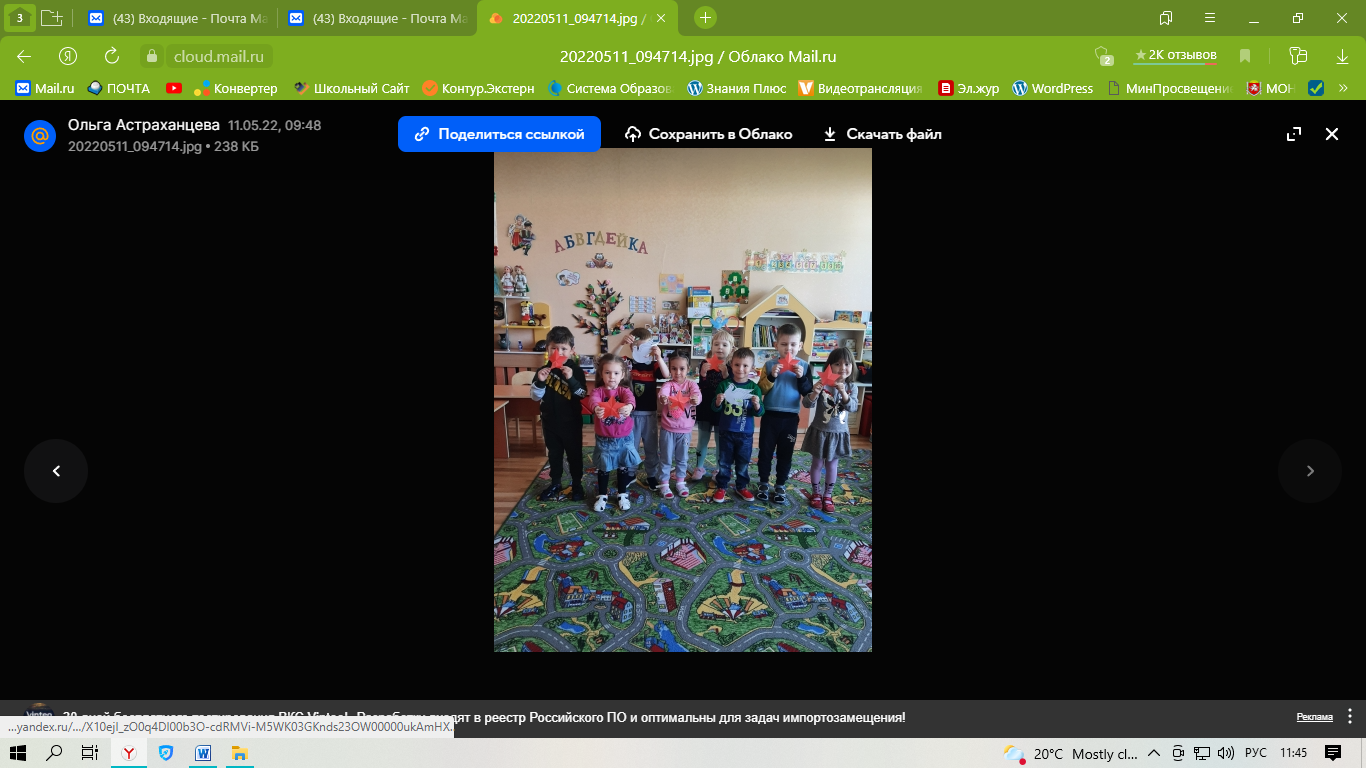 3
(43) Входящие - Почта Ма
(43) Входящие - Почта Ма
20220511_094714.jpg /
cloud.mail.ru
20220511_094714.jpg / Облако Mail.ru
2
2К отзывов
Mail.ru
ПОЧТА
Конвертер
Школьный Сайт
Контур.Экстерн
Система Образов
Знания Плюс
Видеотрансляция
Эл.жур
WordPress
МинПросвещени
МОН
»
Ольга Астраханцева 11.05.22, 09:48
20220511_094714.jpg • 238 КБ
Поделиться ссылкой
Сохранить в Облако
Скачать файл
АБВГДЕЙКА
в реестр Российского ПО и оптимальны для задач импортозамещения!
Реклама
...yandex.ru/.../X10ejI_zO0q4Dl00b3O-cdRMVi-M5WK03GKnds23OW00000ukAmHX.
20°C Mostly cl...
РУС
11:45